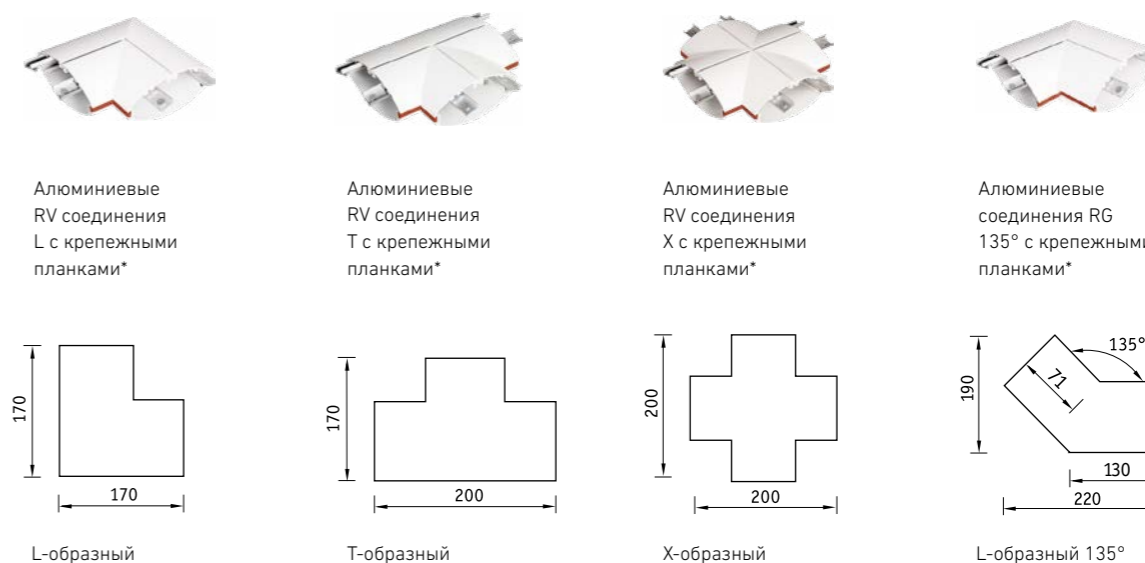 Алюминиевые
RV соединения
L с крепежными
планками*
Алюминиевые
RV соединения
Т с крепежными
планками*
Алюминиевые
RV соединения
Х с крепежными
планками*
Алюминиевые
соединения RG
135° с крепежными
планками*
170
170
170
200
200
200
190
71
135°
130
220
L-образный
Т-образный
Х-образный
L-образный 135°